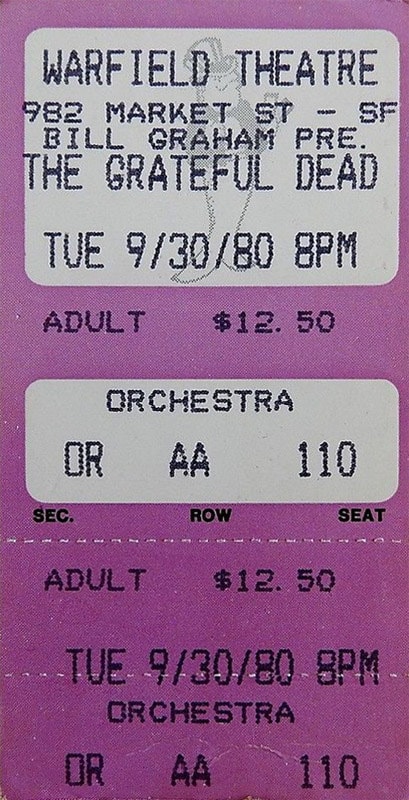 WARFIELD THEATRE
982 MARKET ST - SF
BILL GRAHAM PRE.
THE GRATEFUL DEAD
TUE 9/30/80 8PM
ADULT $12.50
ORCHESTRA
OR AA 110
SEC. ROW SEAT
ADULT $12.50
TUE 9/30/80 8PM
ORCHESTRA
OR AA 110